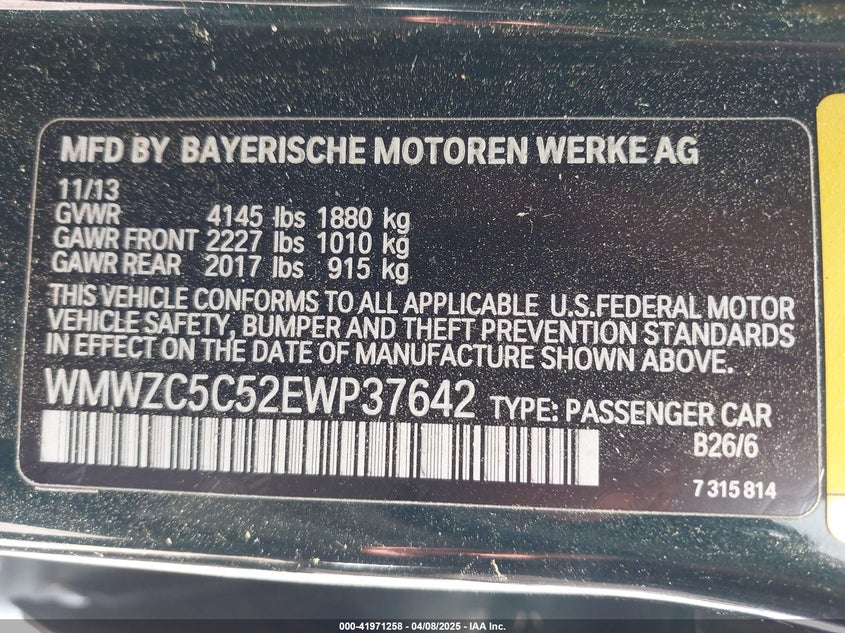 MFD BY BAYERISCHE MOTOREN WERKE AG
11/13
GVWR 4145 lbs 1880 kg
GAWR FRONT 2227 lbs 1010 kg
GAWR REAR 2017 lbs 915 kg
THIS VEHICLE CONFORMS TO ALL APPLICABLE U.S.FEDERAL MOTOR
VEHICLE SAFETY, BUMPER AND THEFT PREVENTION STANDARDS
IN EFFECT ON THE DATE OF MANUFACTURE SHOWN ABOVE.
WMWZC5C52EWP37642 TYPE: PASSENGER CAR
B26/6
7 315 814
000-41971258 - 04/08/2025 - IAA Inc.